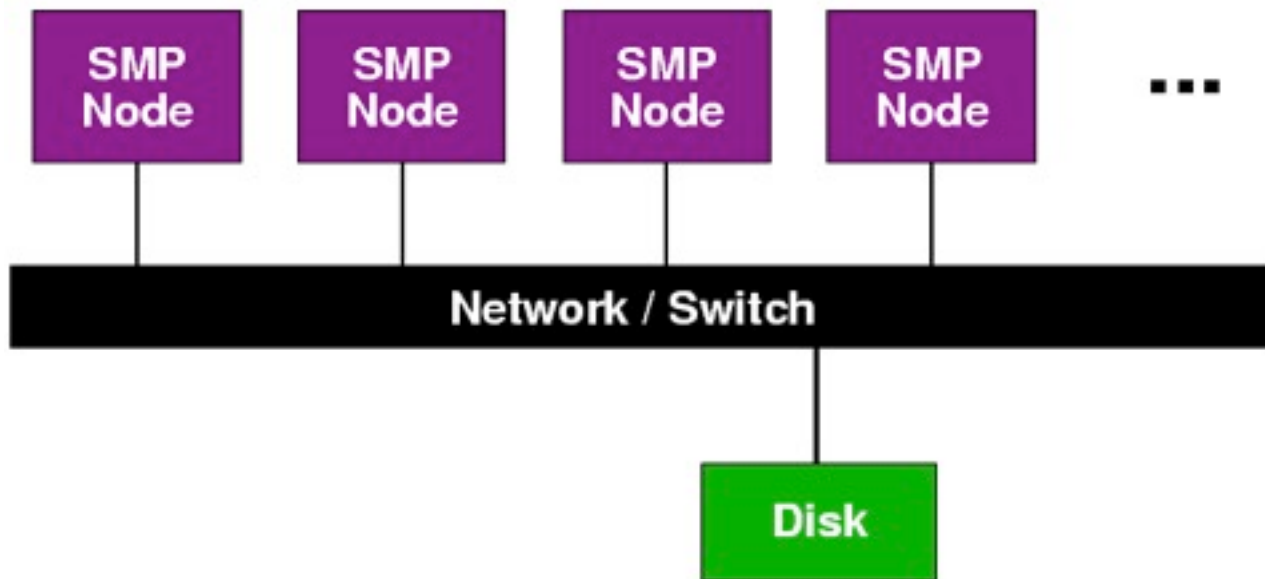 SMP
Node
SMP
Node
SMP
Node
SMP
Node
...
Network / Switch
Disk